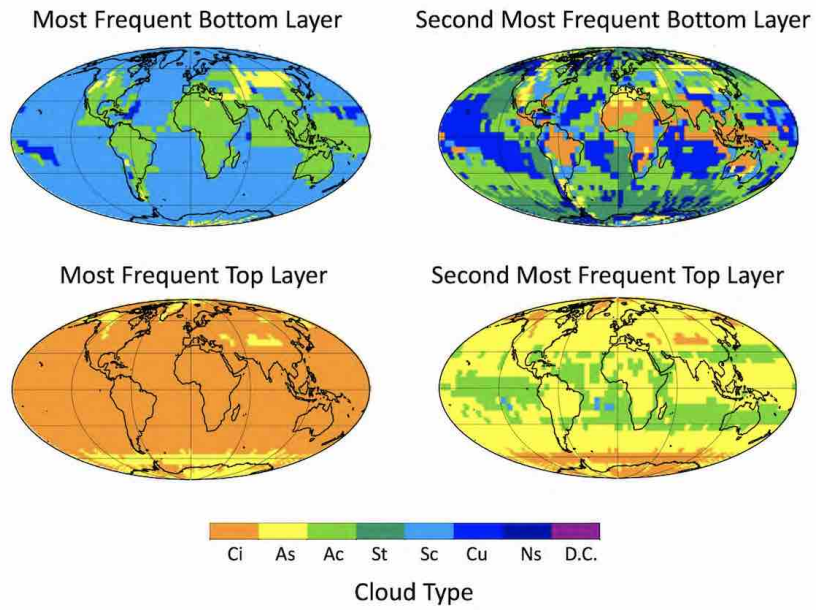 Most Frequent Bottom Layer
Second Most Frequent Bottom Layer
Most Frequent Top Layer
Second Most Frequent Top Layer
Ci As Ac St Sc Cu Ns D.C.
Cloud Type